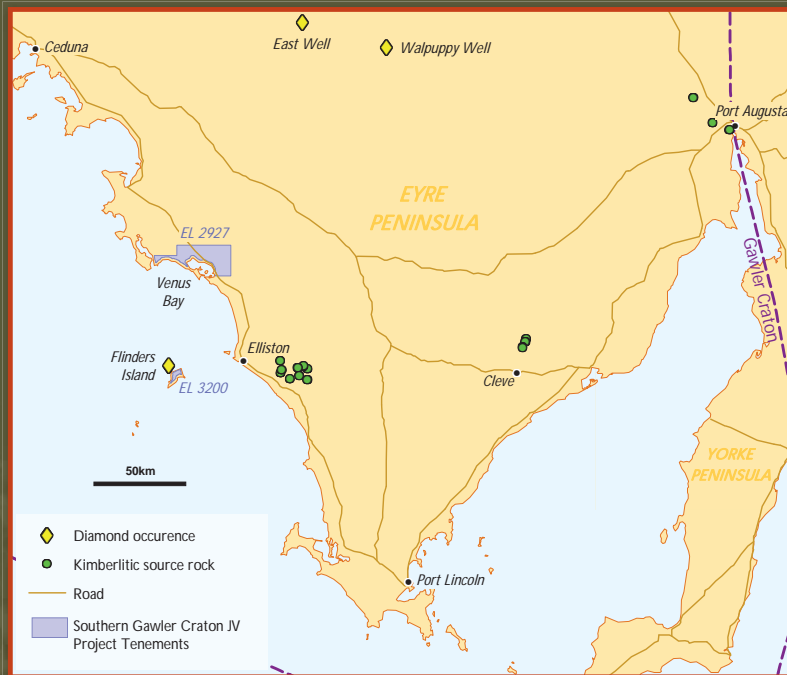 Ceduna
East Well
Walpuppy Well
Port Augusta
EYRE
PENINSULA
EL 2927
Venus
Bay
Gawler Craton
Flinders
Island
EL 3200
Elliston
Cleve
YORKE
PENINSULA
50km
Port Lincoln
Diamond occurence
Kimberlitic source rock
Road
Southern Gawler Craton JV
Project Tenements